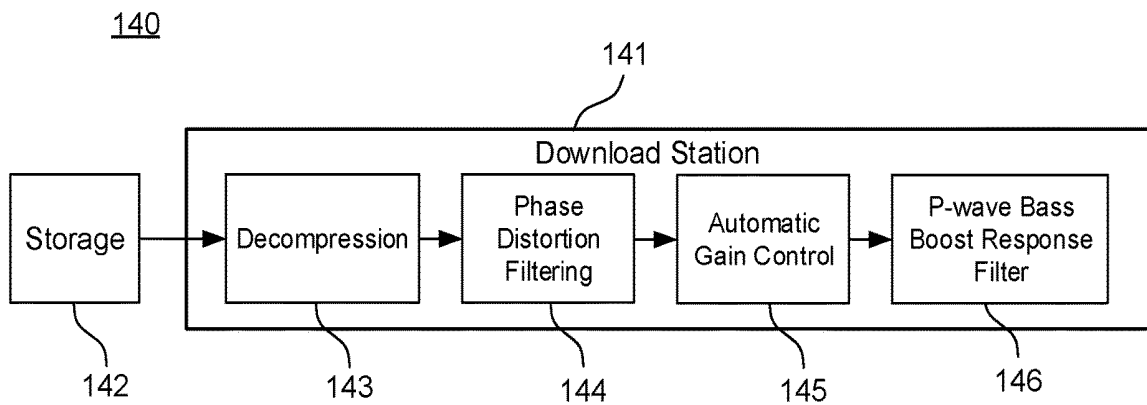 140
141
Download Station
Storage
Decompression
Phase
Distortion
Filtering
Automatic
Gain Control
P-wave Bass
Boost Response
Filter
142
143
144
145
146